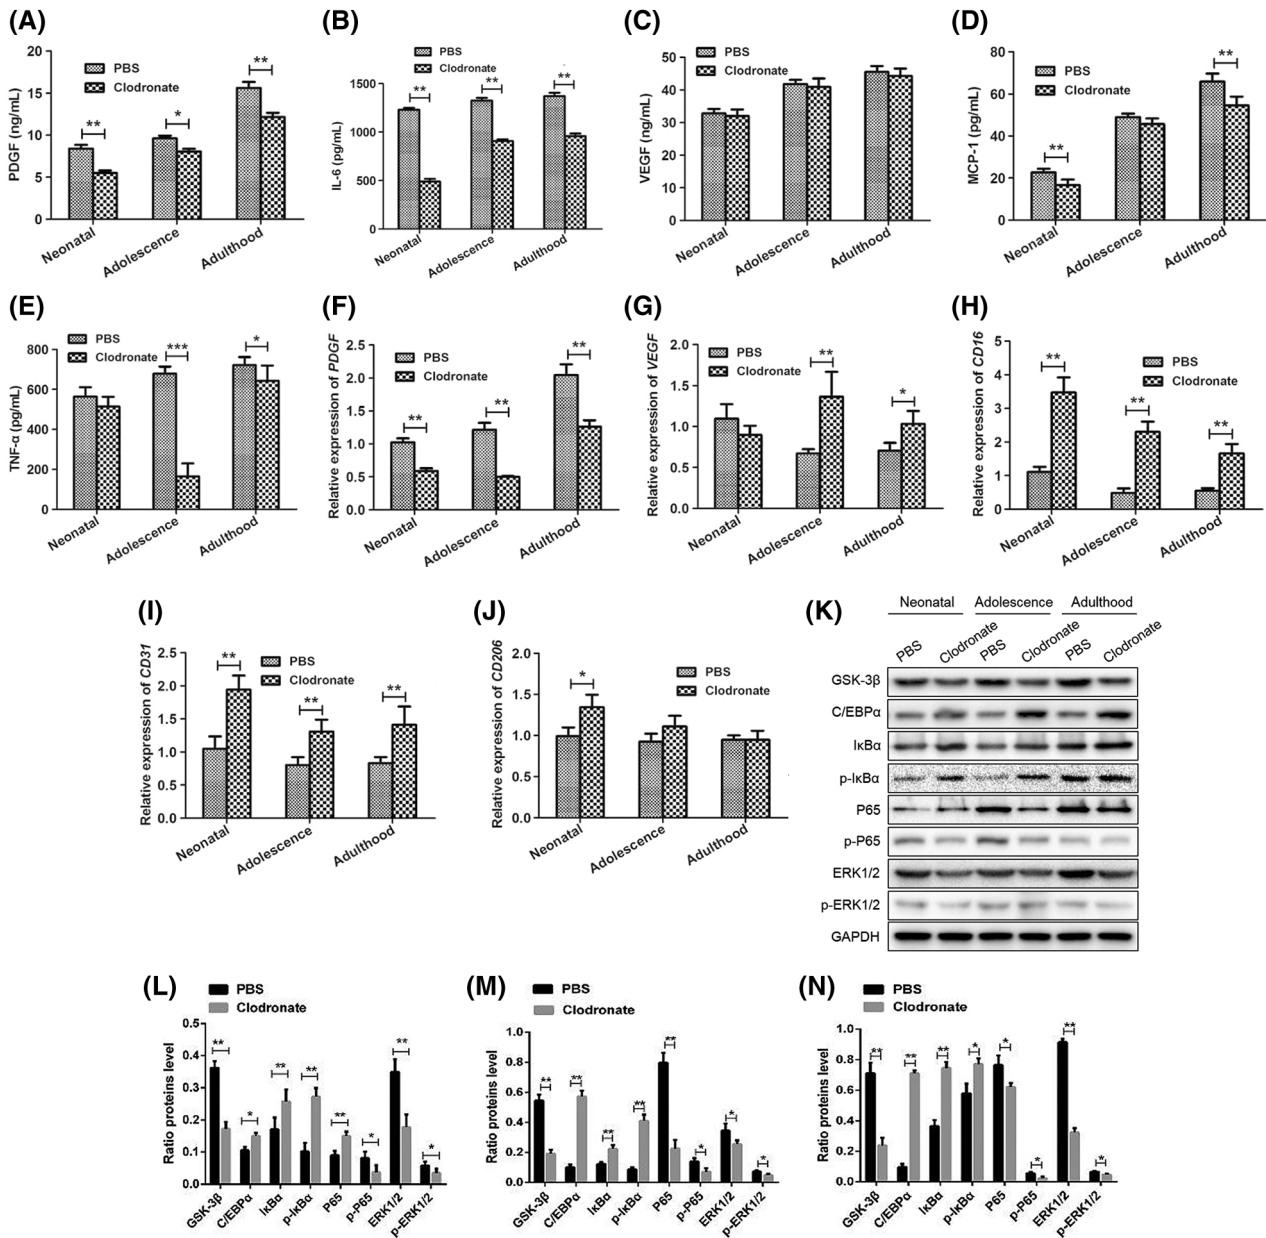 (A)
PBS
Clodronate
PDGF (ng/mL)
20
15
10
5
0
**
*
**
Neonatal
Adolescence
Adulthood
(B)
PBS
Clodronate
IL-6 (pg/mL)
1500
1000
500
0
**
**
**
Neonatal
Adolescence
Adulthood
(C)
PBS
Clodronate
VEGF (ng/mL)
50
40
30
20
10
0
Neonatal
Adolescence
Adulthood
(D)
PBS
Clodronate
MCP-1 (pg/mL)
80
60
40
20
0
**
**
Neonatal
Adolescence
Adulthood
(E)
PBS
Clodronate
TNF-α (pg/mL)
800
600
400
200
0
***
*
Neonatal
Adolescence
Adulthood
(F)
PBS
Clodronate
Relative expression of PDGF
2.5
2.0
1.5
1.0
0.5
0.0
**
**
**
Neonatal
Adolescence
Adulthood
(G)
PBS
Clodronate
Relative expression of VEGF
2.0
1.5
1.0
0.5
0.0
**
*
Neonatal
Adolescence
Adulthood
(H)
PBS
Clodronate
Relative expression of CD16
5
4
3
2
1
0
**
**
**
Neonatal
Adolescence
Adulthood
(I)
PBS
Clodronate
Relative expression of CD31
2.5
2.0
1.5
1.0
0.5
0.0
**
**
**
Neonatal
Adolescence
Adulthood
(J)
PBS
Clodronate
Relative expression of CD206
2.0
1.5
1.0
0.5
0.0
*
Neonatal
Adolescence
Adulthood
(K)
Neonatal Adolescence Adulthood
PBS Clodronate PBS Clodronate PBS Clodronate
GSK-3β
C/EBPα
IκBα
p-IκBα
P65
p-P65
ERK1/2
p-ERK1/2
GAPDH
(L)
PBS
Clodronate
Ratio proteins level
0.5
0.4
0.3
0.2
0.1
0.0
** * ** ** ** * ** *
GSK-3β
C/EBPα
IκBα
p-IκBα
P65
p-P65
ERK1/2
p-ERK1/2
(M)
PBS
Clodronate
Ratio proteins level
1.0
0.8
0.6
0.4
0.2
0.0
** ** ** ** ** * * *
GSK-3β
C/EBPα
IκBα
p-IκBα
P65
p-P65
ERK1/2
p-ERK1/2
(N)
PBS
Clodronate
Ratio proteins level
1.0
0.8
0.6
0.4
0.2
0.0
** ** ** * * * ** *
GSK-3β
C/EBPα
IκBα
p-IκBα
P65
p-P65
ERK1/2
p-ERK1/2